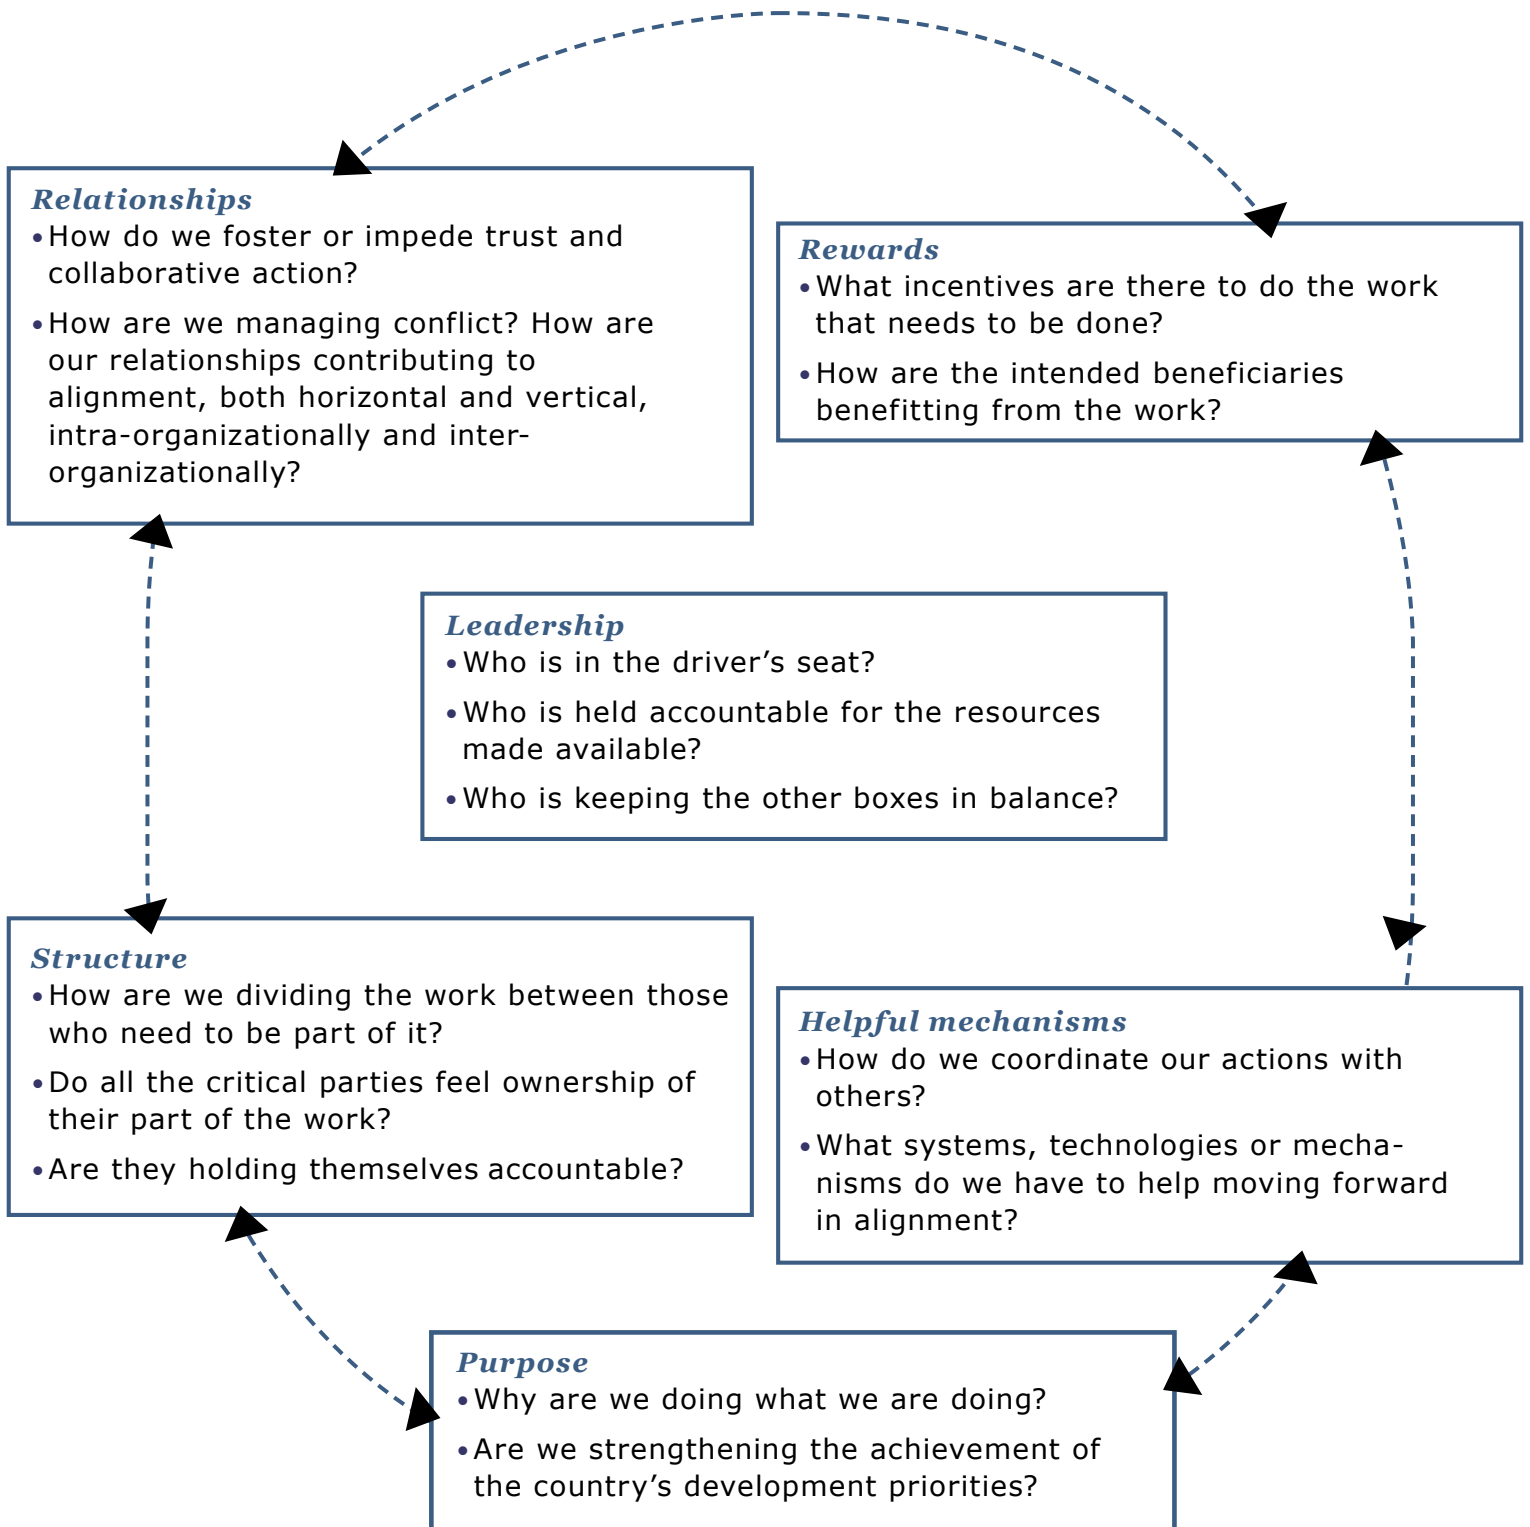 Relationships
•How do we foster or impede trust and
collaborative action?
•How are we managing conflict? How are
our relationships contributing to
alignment, both horizontal and vertical,
intra-organizationally and inter-
organizationally?
Rewards
•What incentives are there to do the work
that needs to be done?
•How are the intended beneficiaries
benefitting from the work?
Leadership
•Who is in the driver’s seat?
•Who is held accountable for the resources
made available?
•Who is keeping the other boxes in balance?
Structure
•How are we dividing the work between those
who need to be part of it?
•Do all the critical parties feel ownership of
their part of the work?
•Are they holding themselves accountable?
Helpful mechanisms
•How do we coordinate our actions with
others?
•What systems, technologies or mecha-
nisms do we have to help moving forward
in alignment?
Purpose
•Why are we doing what we are doing?
•Are we strengthening the achievement of
the country’s development priorities?